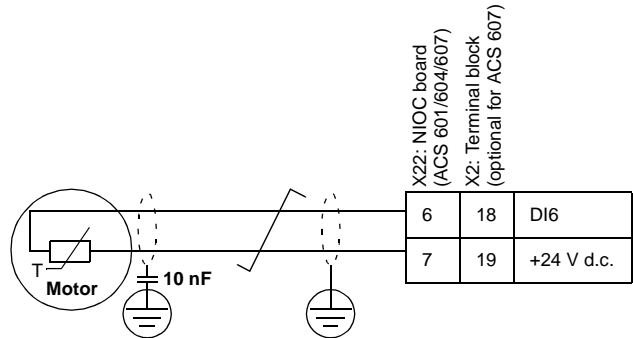 X22: NIOC board
(ACS 601/604/607)
X2: Terminal block
(optional for ACS 607)
6 18 DI6
7 19 +24 V d.c.
T
Motor
10 nF